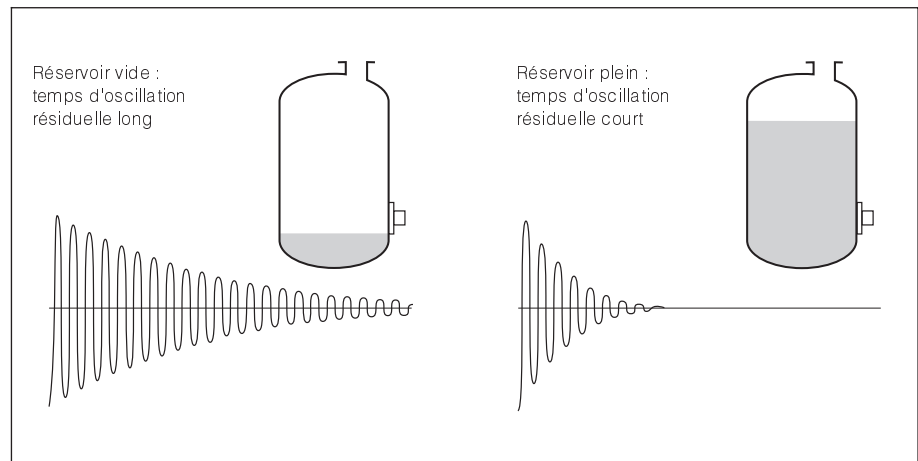 Réservoir vide :
temps d'oscillation
résiduelle long
Réservoir plein :
temps d'oscillation
résiduelle court